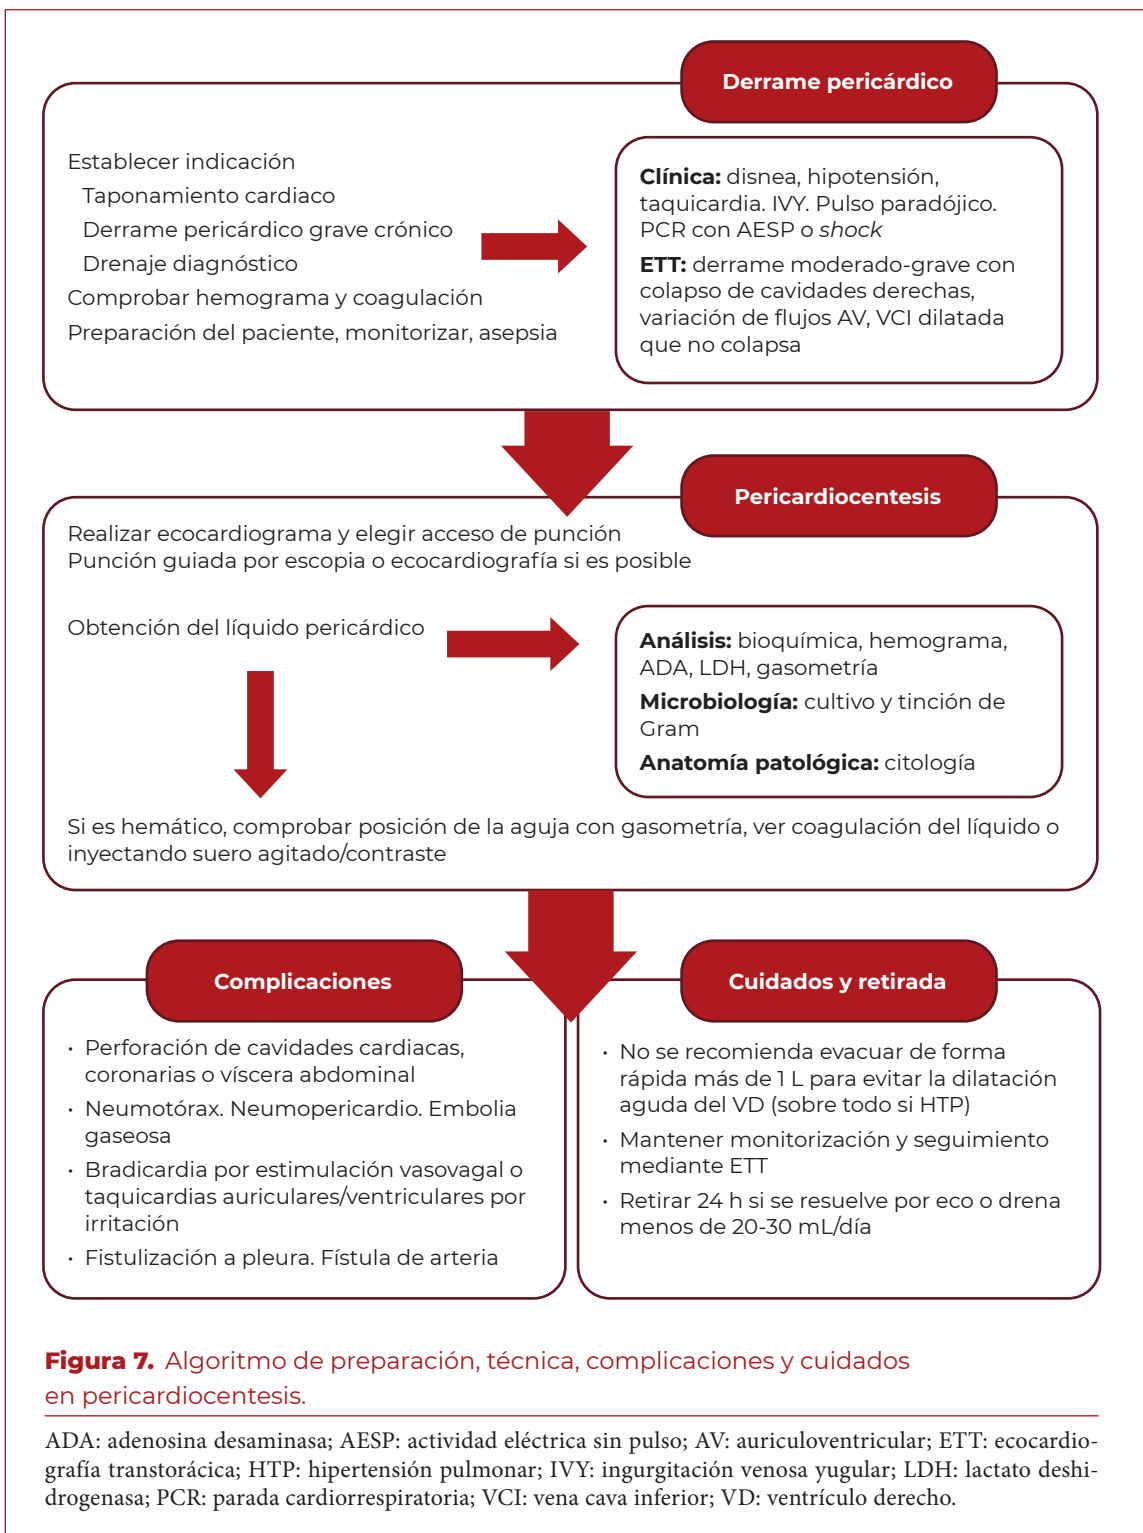 Derrame pericárdico
Establecer indicación
Taponamiento cardiaco
Derrame pericárdico grave crónico
Drenaje diagnóstico
Comprobar hemograma y coagulación
Preparación del paciente, monitorizar, asepsia
Clínica: disnea, hipotensión,
taquicardia. IVY. Pulso paradójico.
PCR con AESP o shock
ETT: derrame moderado-grave con
colapso de cavidades derechas,
variación de flujos AV, VCI dilatada
que no colapsa
Pericardiocentesis
Realizar ecocardiograma y elegir acceso de punción
Punción guiada por escopia o ecocardiografía si es posible
Obtención del líquido pericárdico
Análisis: bioquímica, hemograma,
ADA, LDH, gasometría
Microbiología: cultivo y tinción de
Gram
Anatomía patológica: citología
Si es hemático, comprobar posición de la aguja con gasometría, ver coagulación del líquido o
inyectando suero agitado/contraste
Complicaciones
• Perforación de cavidades cardiacas,
coronarias o víscera abdominal
• Neumotórax. Neumopericardio. Embolia
gaseosa
• Bradicardia por estimulación vasovagal o
taquicardias auriculares/ventriculares por
irritación
• Fistulización a pleura. Fístula de arteria
Cuidados y retirada
• No se recomienda evacuar de forma
rápida más de 1 L para evitar la dilatación
aguda del VD (sobre todo si HTP)
• Mantener monitorización y seguimiento
mediante ETT
• Retirar 24 h si se resuelve por eco o drena
menos de 20-30 mL/día
Figura 7. Algoritmo de preparación, técnica, complicaciones y cuidados
en pericardiocentesis.
ADA: adenosina desaminasa; AESP: actividad eléctrica sin pulso; AV: auriculoventricular; ETT: ecocardio-
grafía transtorácica; HTP: hipertensión pulmonar; IVY: ingurgitación venosa yugular; LDH: lactato deshi-
drogenasa; PCR: parada cardiorrespiratoria; VCI: vena cava inferior; VD: ventrículo derecho.